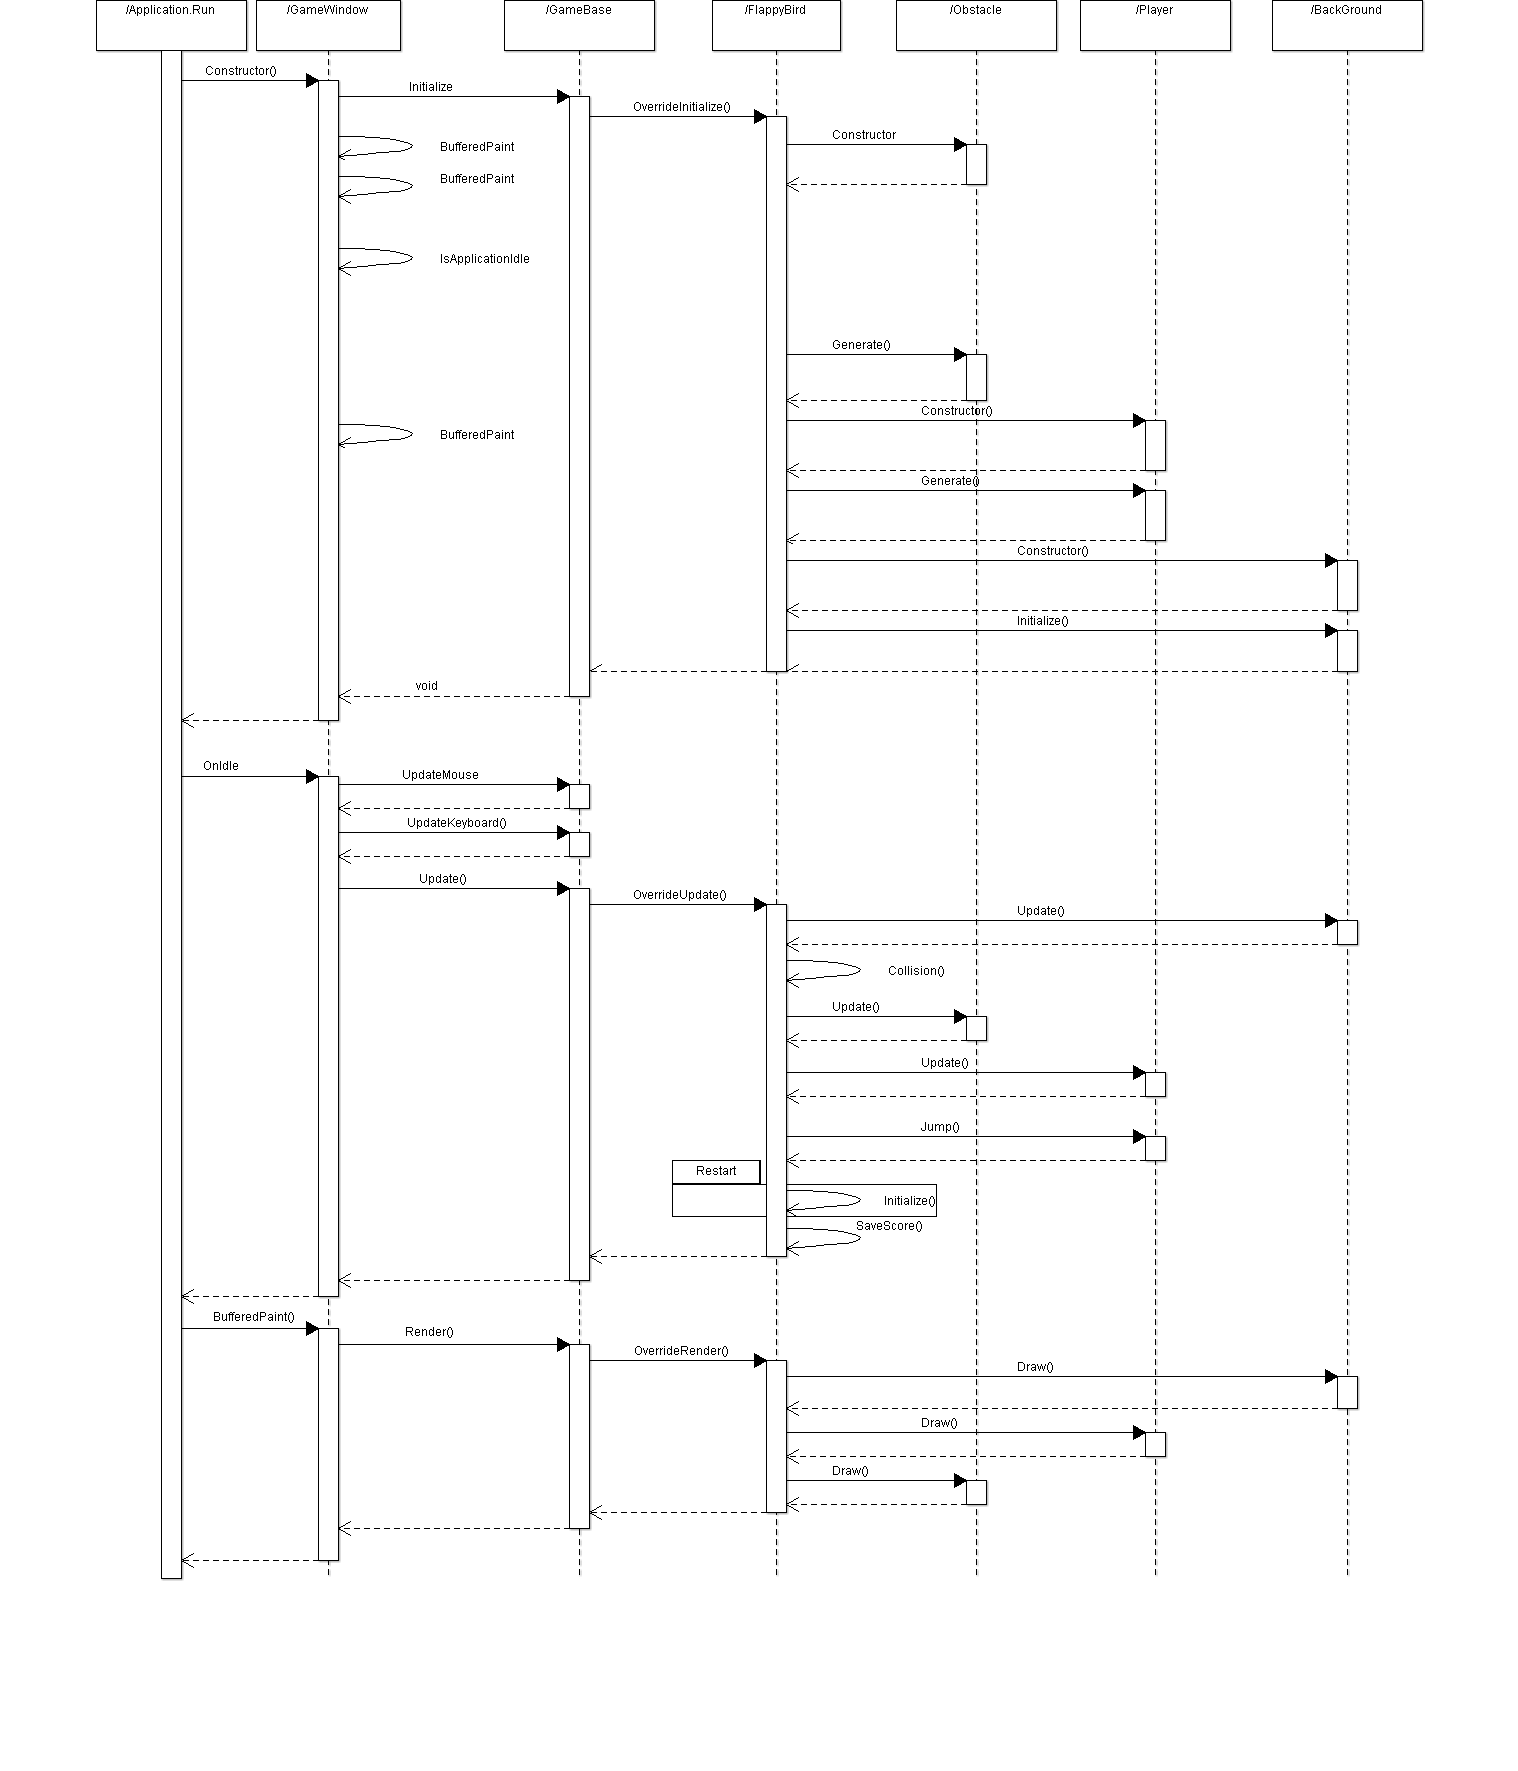 /Application.Run
/GameWindow
/GameBase
/FlappyBird
/Obstacle
/Player
/BackGround
Constructor()
Initialize
OverrideInitialize()
Constructor
BufferedPaint
BufferedPaint
IsApplicationIdle
Generate()
Constructor()
BufferedPaint
Generate()
Constructor()
Initialize()
void
OnIdle
UpdateMouse
UpdateKeyboard()
Update()
OverrideUpdate()
Update()
Collision()
Update()
Update()
Jump()
Restart
Initialize()
SaveScore()
BufferedPaint()
Render()
OverrideRender()
Draw()
Draw()
Draw()